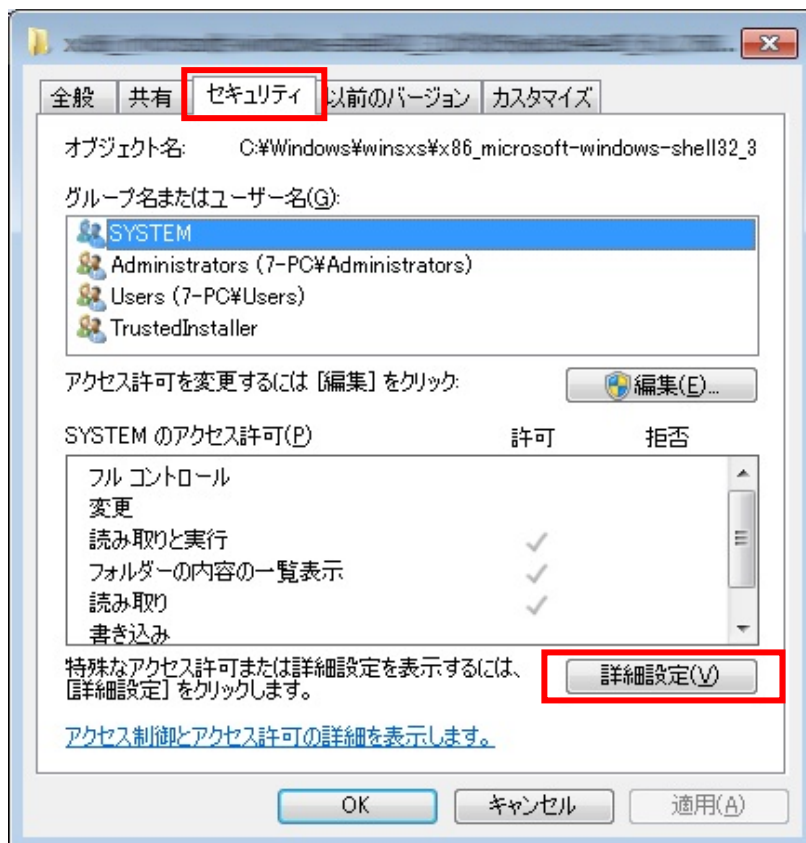 全般 共有 セキュリティ 以前のバージョン カスタマイズ
オブジェクト名: C:¥Windows¥winsxs¥x86_microsoft-windows-shell32_3
グループ名またはユーザー名(G):
SYSTEM
Administrators (7-PC¥Administrators)
Users (7-PC¥Users)
TrustedInstaller
アクセス許可を変更するには [編集] をクリック: 編集(E)...
SYSTEM のアクセス許可(P) 許可 拒否
フル コントロール
変更
読み取りと実行
フォルダーの内容の一覧表示
読み取り
書き込み
特殊なアクセス許可または詳細設定を表示するには、 詳細設定(V)
[詳細設定] をクリックします。
アクセス制御とアクセス許可の詳細を表示します。
OK キャンセル 適用(A)